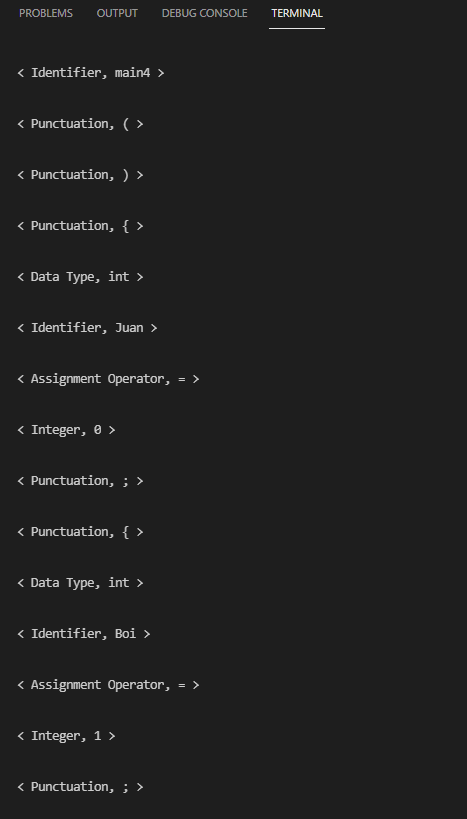 PROBLEMS OUTPUT DEBUG CONSOLE TERMINAL
< Identifier, main4 >
< Punctuation, ( >
< Punctuation, ) >
< Punctuation, { >
< Data Type, int >
< Identifier, Juan >
< Assignment Operator, = >
< Integer, 0 >
< Punctuation, ; >
< Punctuation, { >
< Data Type, int >
< Identifier, Boi >
< Assignment Operator, = >
< Integer, 1 >
< Punctuation, ; >